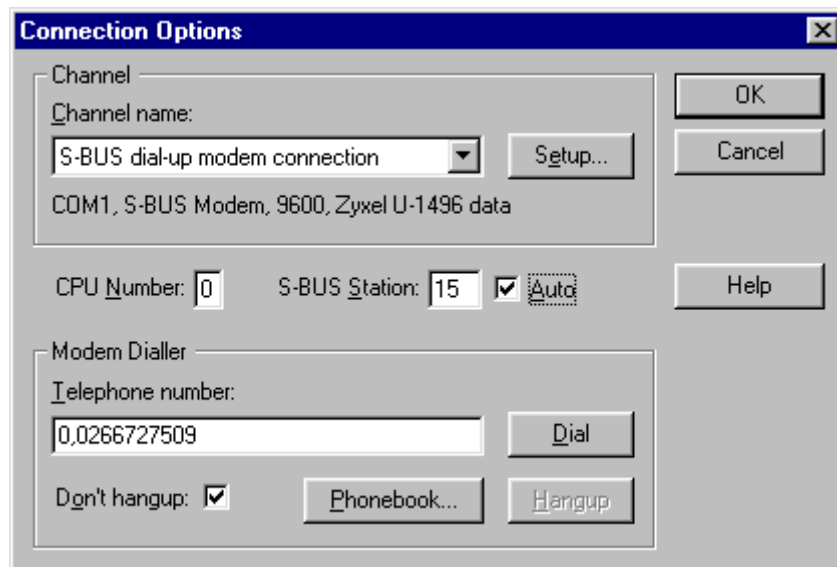 Connection Options
Channel
Channel name:
S-BUS dial-up modem connection
Setup...
COM1, S-BUS Modem, 9600, Zyxel U-1496 data
OK
Cancel
CPU Number: 0 S-BUS Station: 15 Auto
Help
Modem Dialler
Telephone number:
0,0266727509
Dial
Don't hangup:
Phonebook...
Hangup